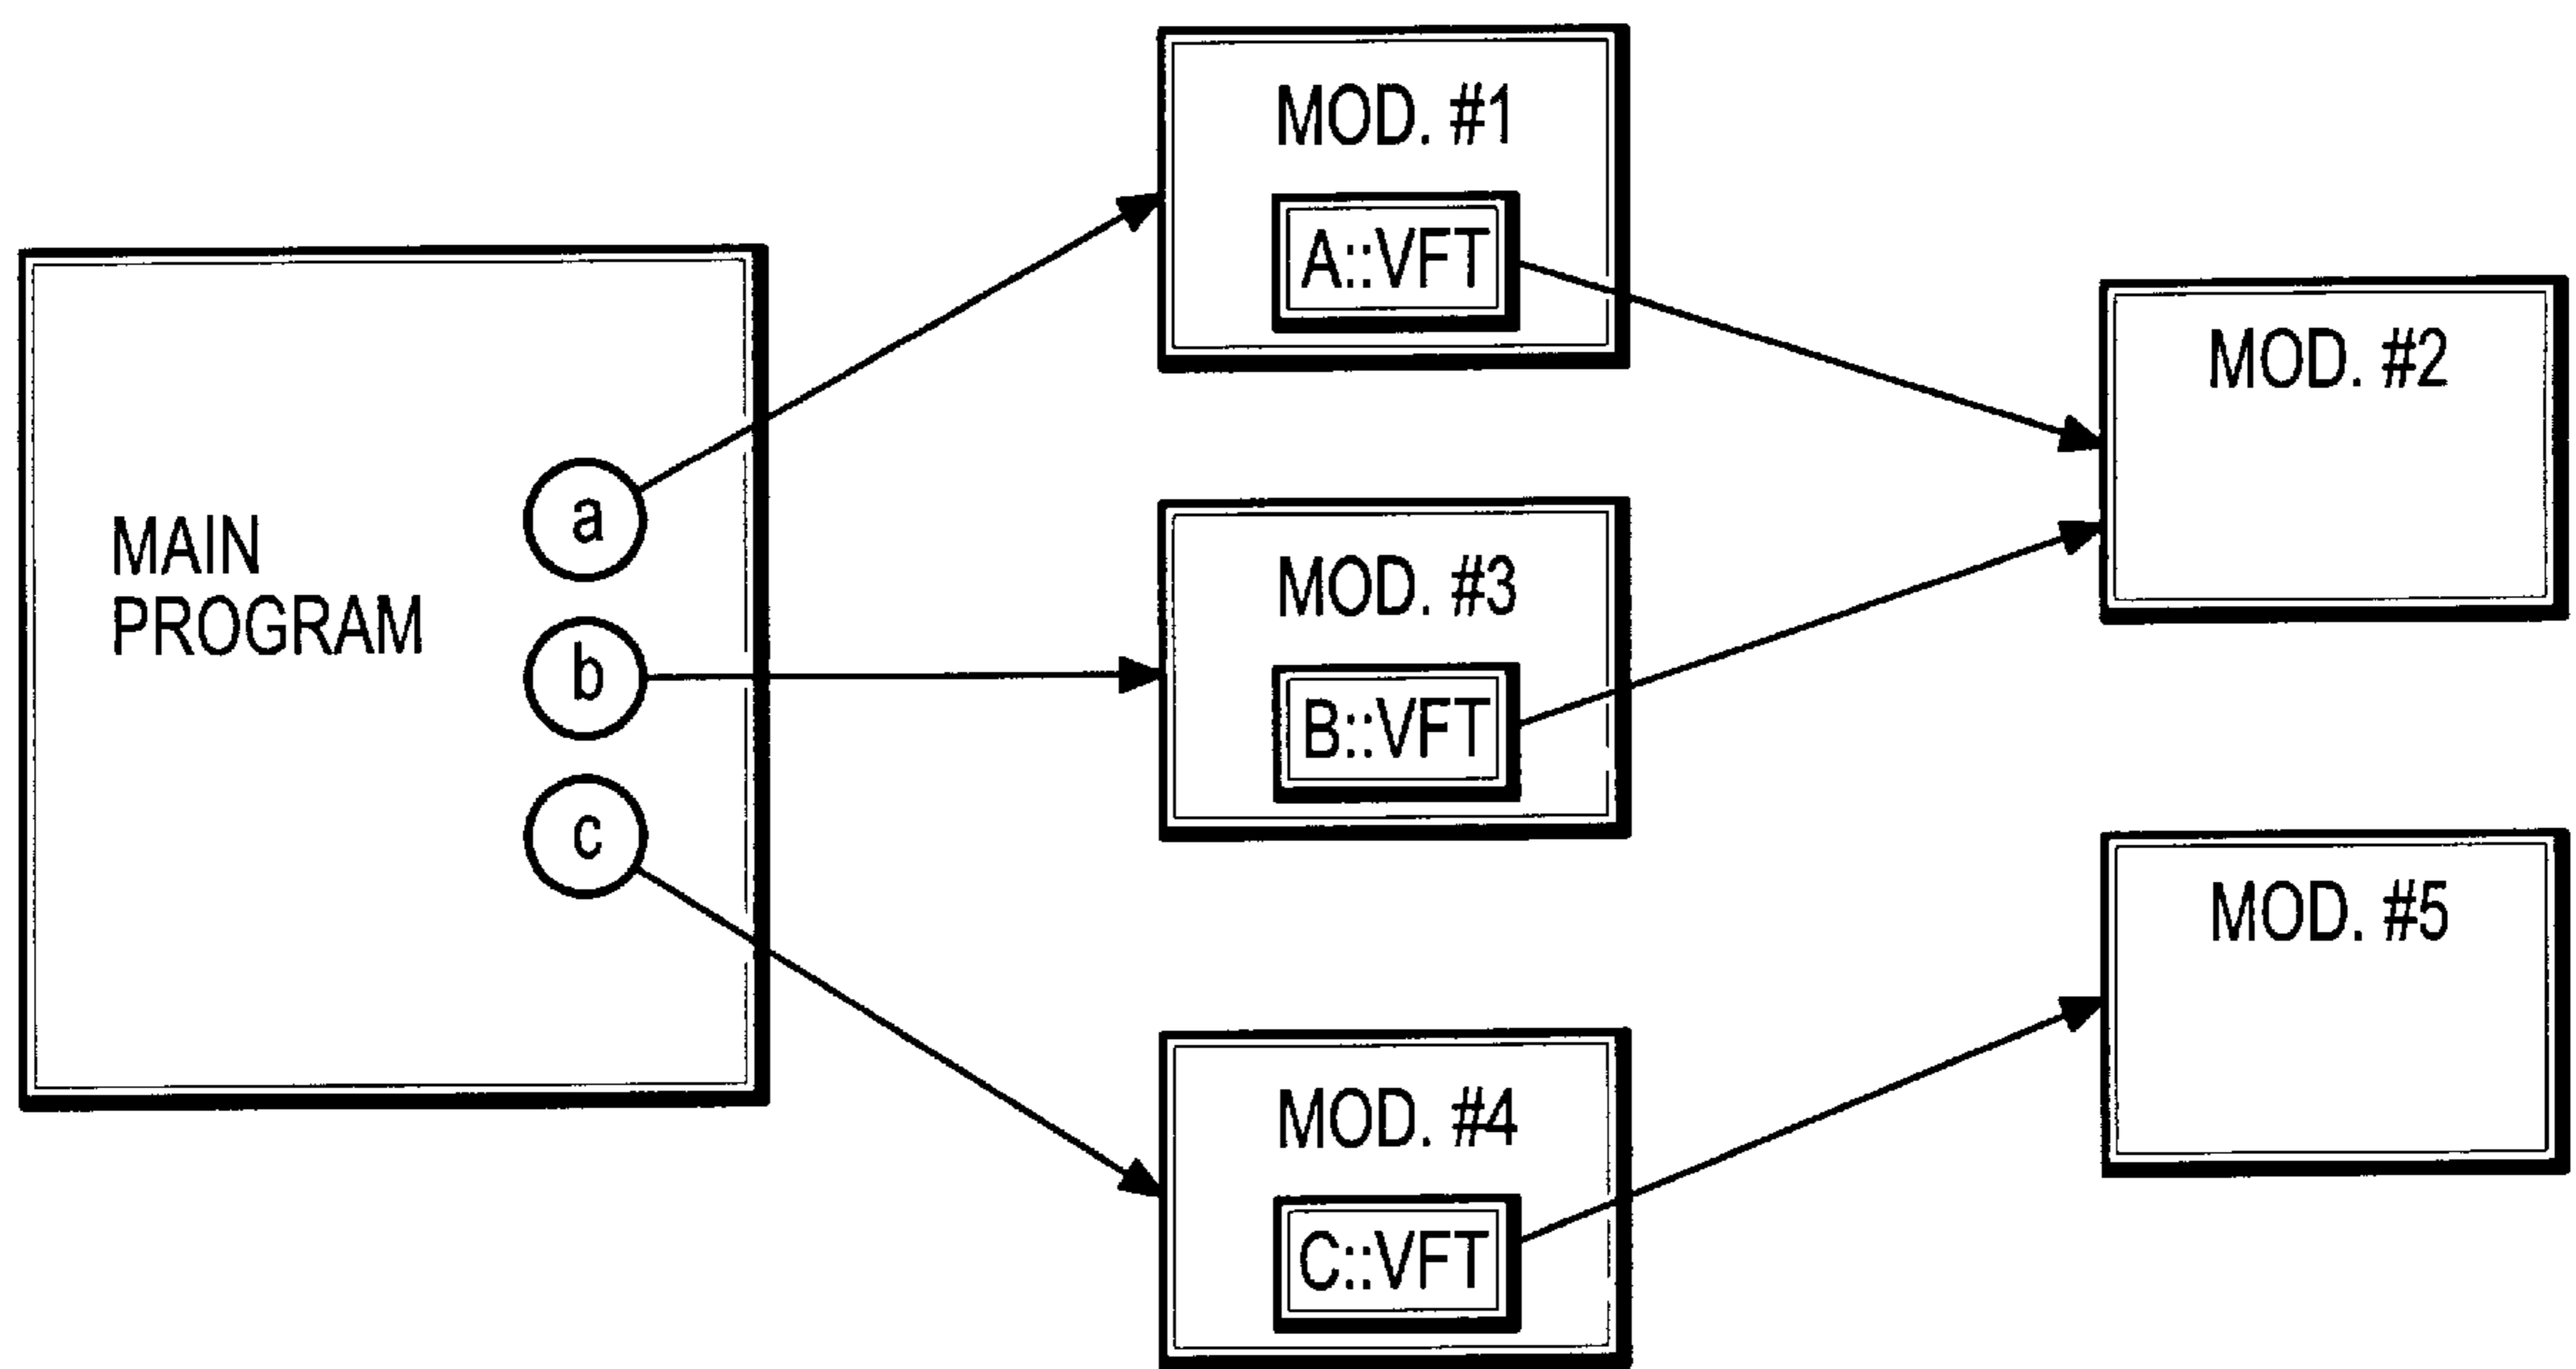 MAIN
PROGRAM
a
b
c
MOD. #1
A::VFT
MOD. #3
B::VFT
MOD. #4
C::VFT
MOD. #2
MOD. #5